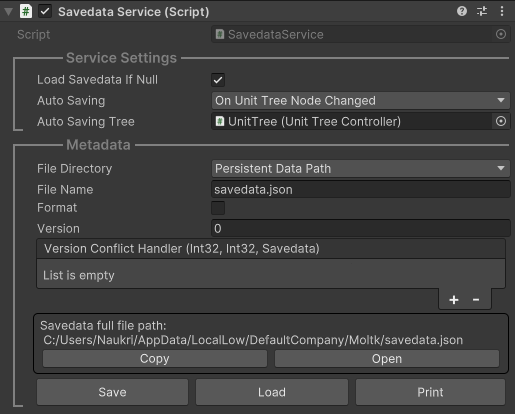 Savedata Service (Script)
Script SavedataService
Service Settings
Load Savedata If Null
Auto Saving On Unit Tree Node Changed
Auto Saving Tree UnitTree (Unit Tree Controller)
Metadata
File Directory Persistent Data Path
File Name savedata.json
Format
Version 0
Version Conflict Handler (Int32, Int32, Savedata)
List is empty
+ -
Savedata full file path:
C:/Users/Naukri/AppData/LocalLow/DefaultCompany/Moltk/savedata.json
Copy Open
Save Load Print